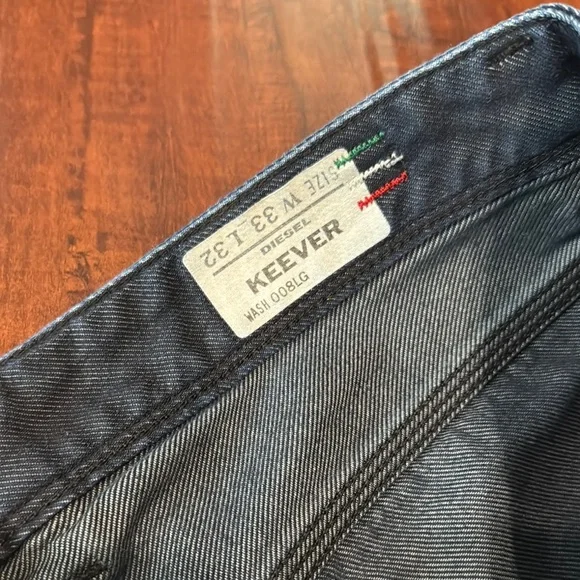 SIZE W 33 L 32
DIESEL
KEEVER
WASH 008LG